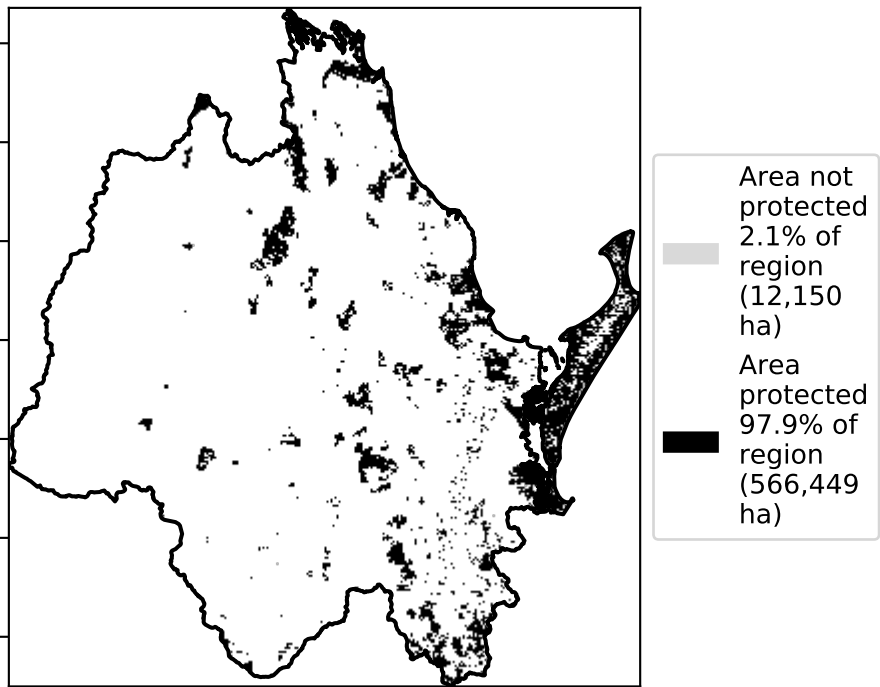 Area not
protected
2.1% of
region
(12,150
ha)
Area
protected
97.9% of
region
(566,449
ha)